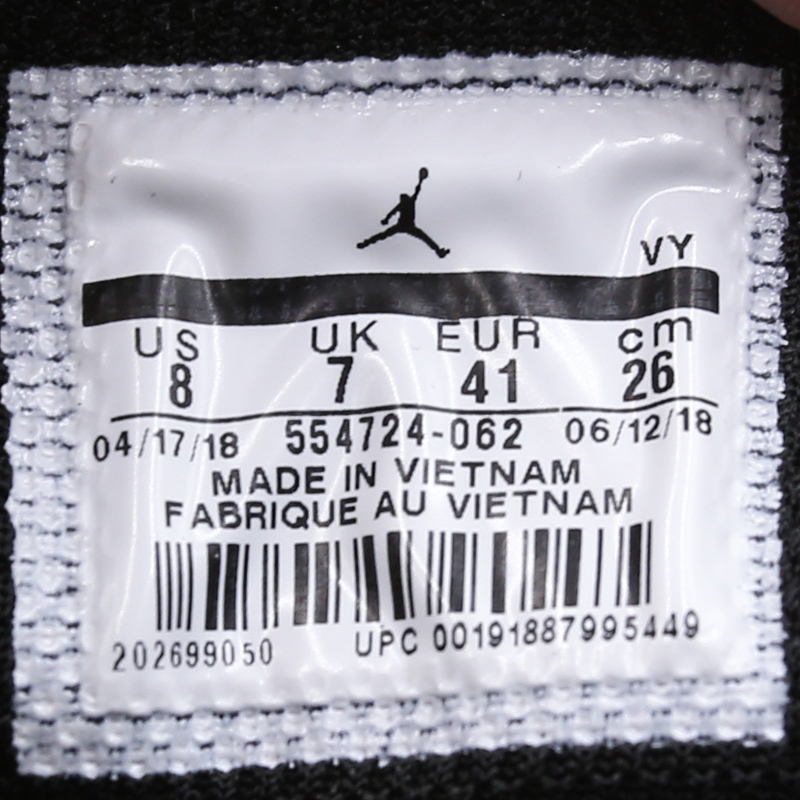 VY
US UK EUR cm
8 7 41 26
04/17/18 554724-062 06/12/18
MADE IN VIETNAM
FABRIQUE AU VIETNAM
202699050 UPC 00191887995449